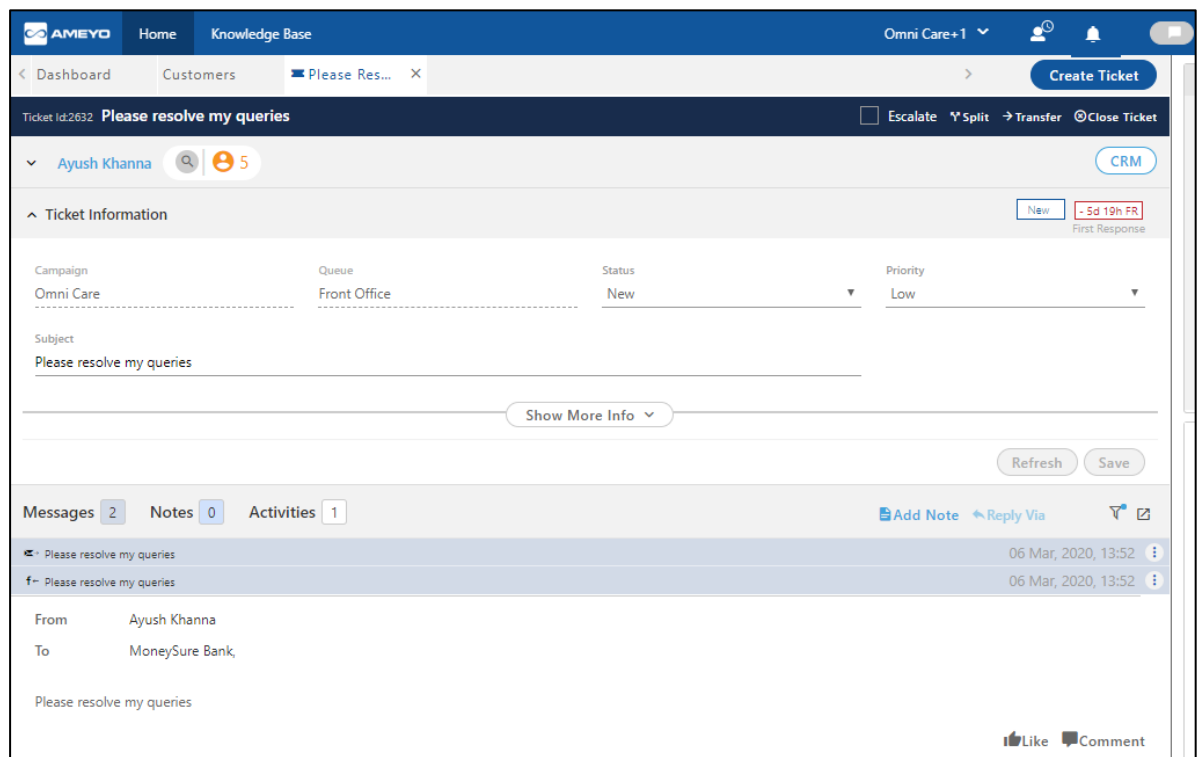 AMEYO Home Knowledge Base Omni Care+1
Dashboard Customers Please Res... Create Ticket
Ticket Id:2632 Please resolve my queries Escalate Split Transfer Close Ticket
Ayush Khanna 5 CRM
Ticket Information New - 5d 19h FR
First Response
Campaign Queue Status Priority
Omni Care Front Office New Low
Subject
Please resolve my queries
Show More Info
Refresh Save
Messages 2 Notes 0 Activities 1 Add Note Reply Via
Please resolve my queries 06 Mar, 2020, 13:52
f Please resolve my queries 06 Mar, 2020, 13:52
From Ayush Khanna
To MoneySure Bank,
Please resolve my queries
Like Comment